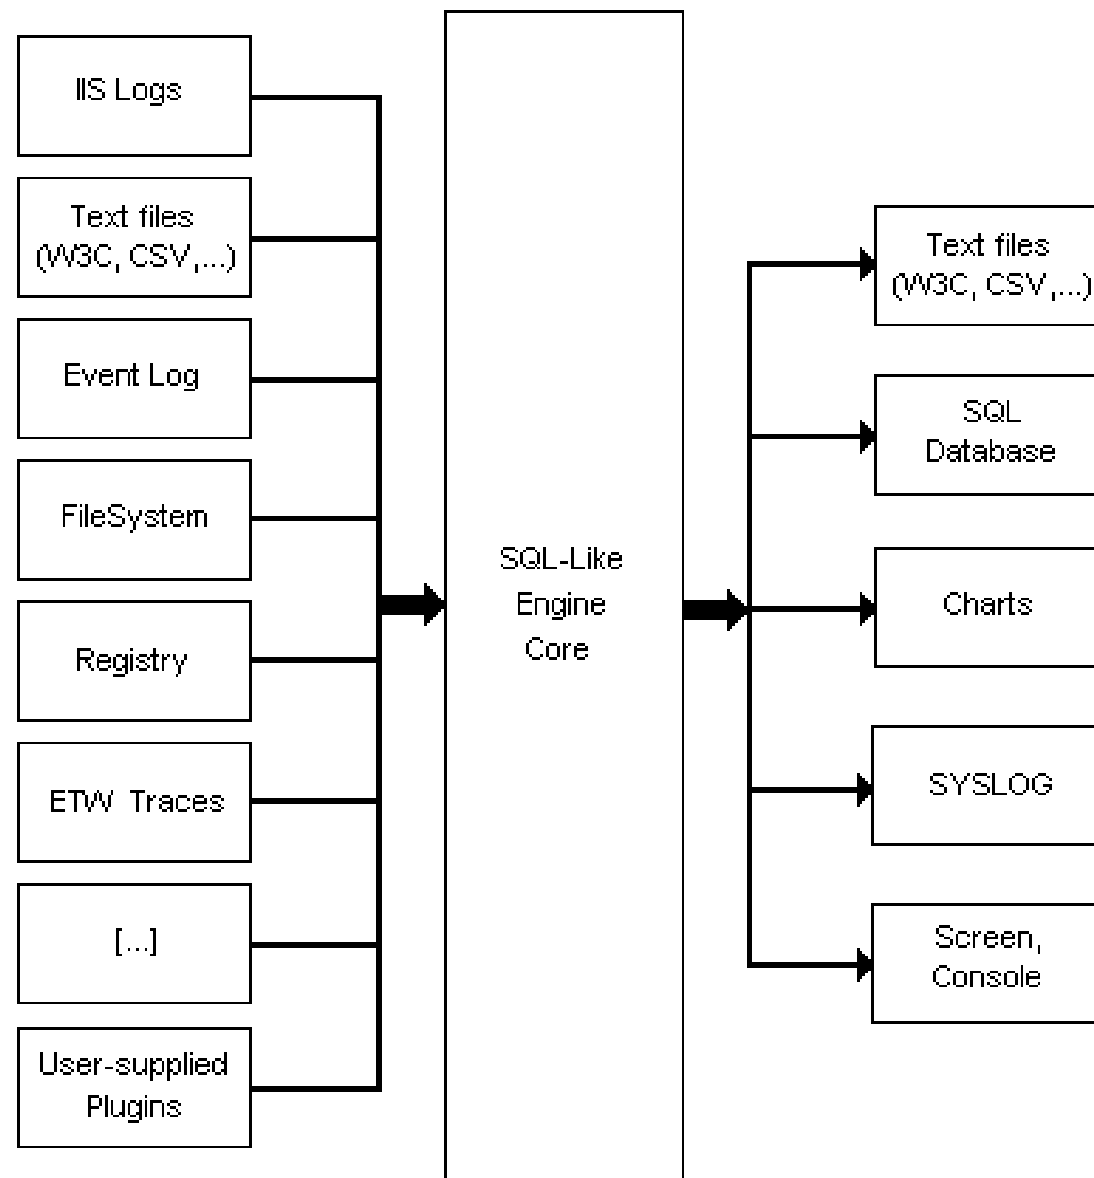 IIS Logs
Text files
(W3C, CSV,...)
Event Log
FileSystem
Registry
ETW Traces
[...]
User-supplied
Plugins
SQL-Like
Engine
Core
Text files
(W3C, CSV,...)
SQL
Database
Charts
SYSLOG
Screen,
Console